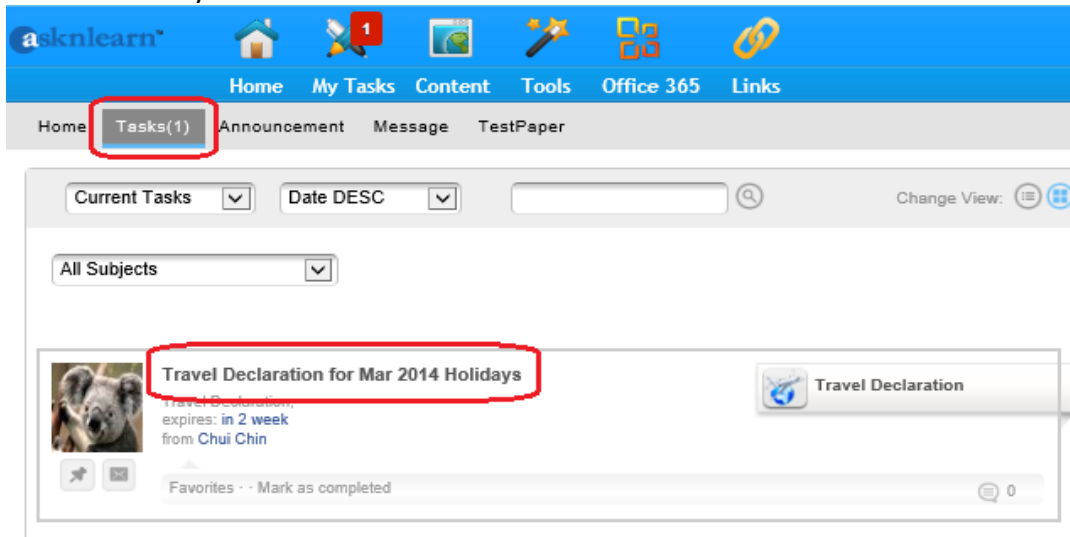 asknlearn
1
Home My Tasks Content Tools Office 365 Links
Home Tasks(1) Announcement Message TestPaper
Current Tasks Date DESC Change View:
All Subjects
Travel Declaration for Mar 2014 Holidays
Travel Declaration
Travel Declaration,
expires: in 2 week
from Chui Chin
Favorites - - Mark as completed 0